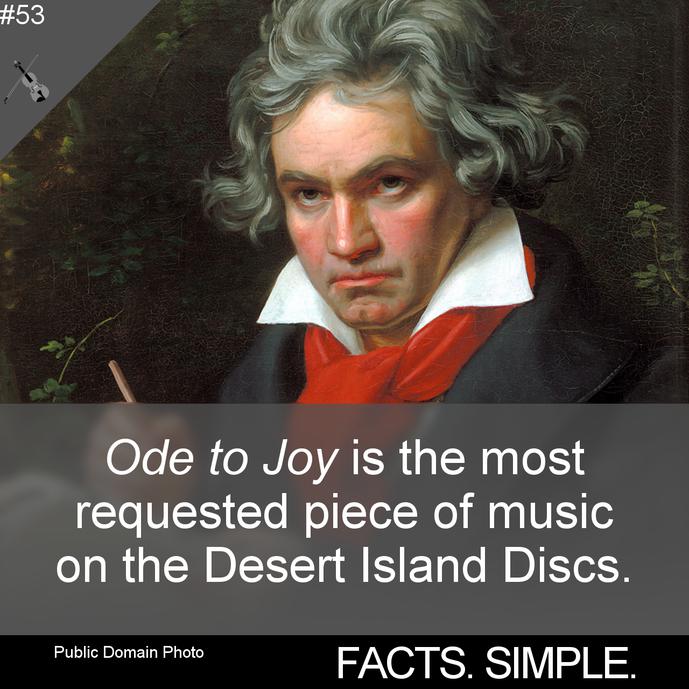 #53
Ode to Joy is the most
requested piece of music
on the Desert Island Discs.
Public Domain Photo
FACTS. SIMPLE.